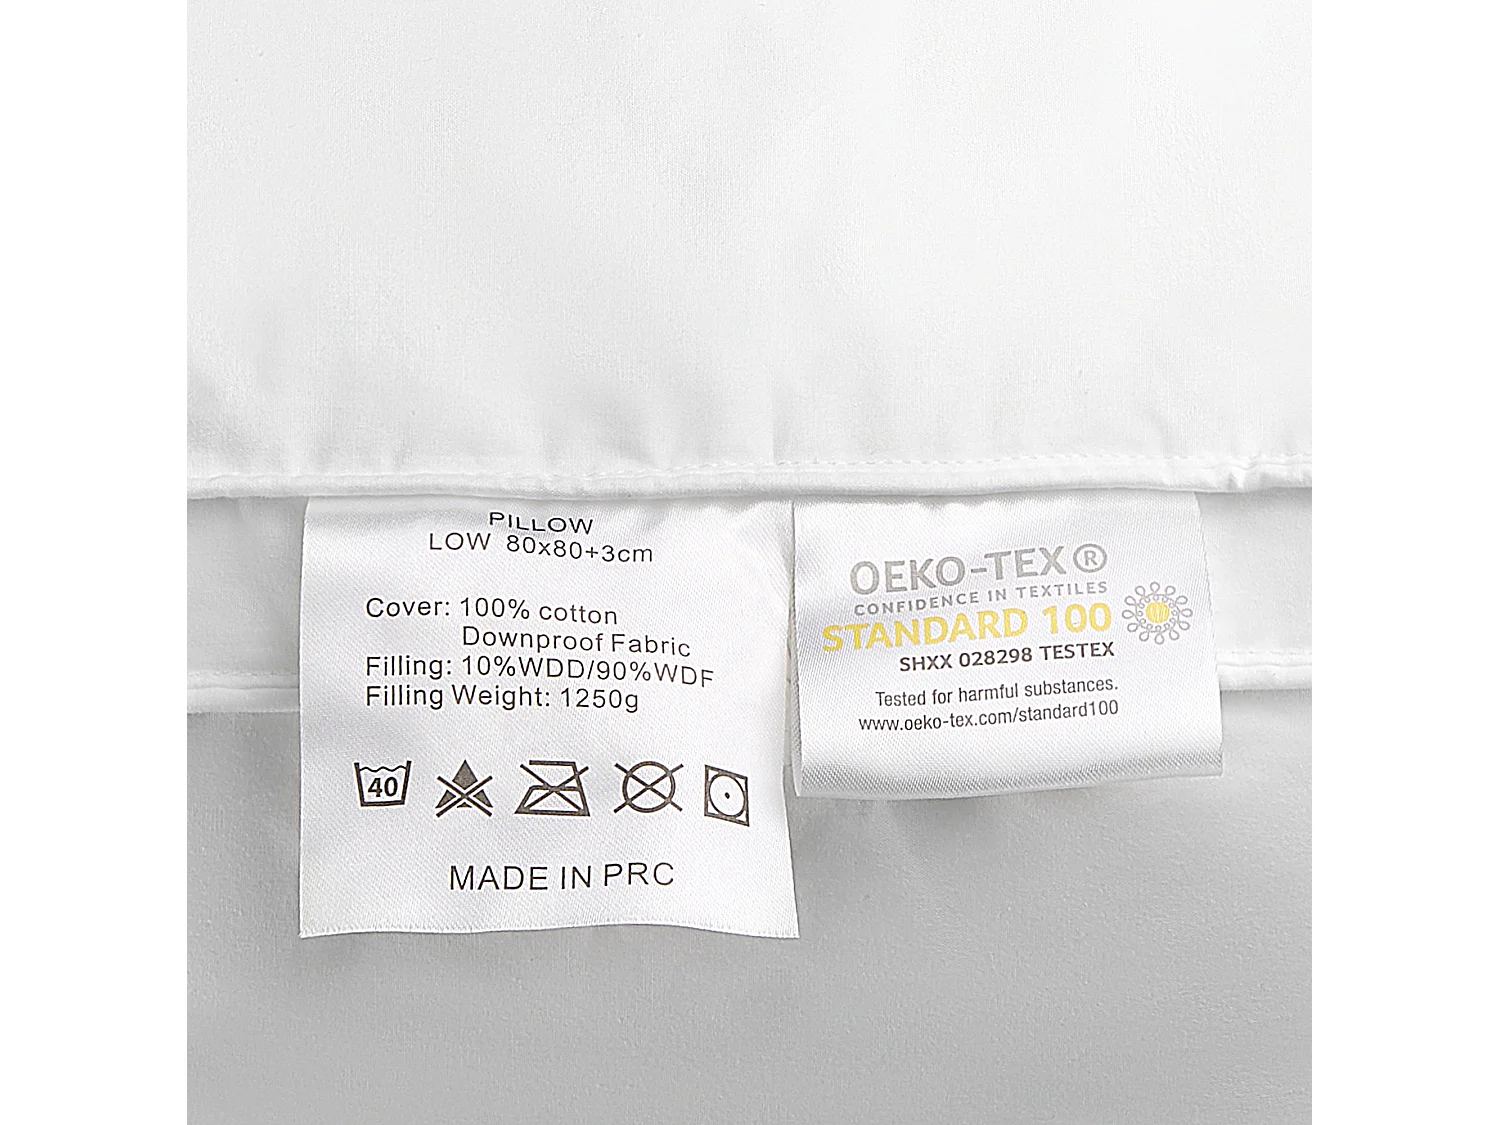 PILLOW
LOW 80x80+3cm
Cover: 100% cotton
Downproof Fabric
Filling: 10%WDD/90%WDF
Filling Weight: 1250g
40
MADE IN PRC
OEKO-TEX®
CONFIDENCE IN TEXTILES
STANDARD 100
SHXX 028298 TESTEX
Tested for harmful substances.
www.oeko-tex.com/standard100